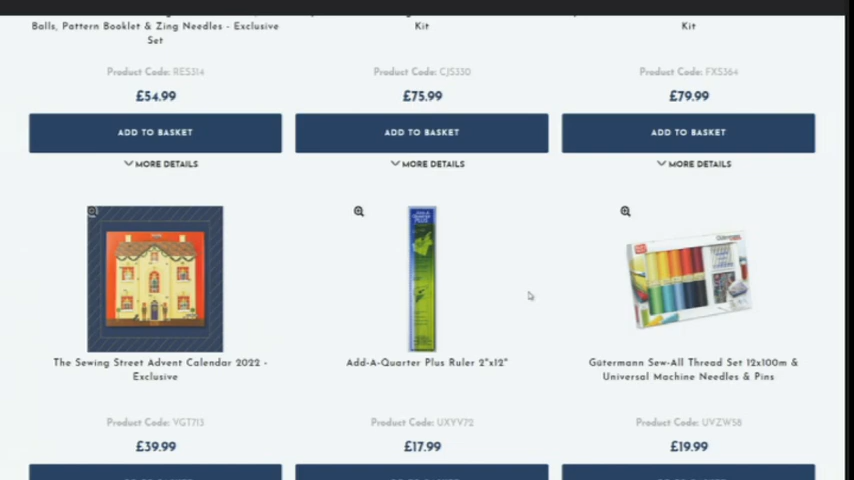 Balls, Pattern Booklet & Zing Needles - Exclusive
Set
Kit
Kit
Product Code: RES314
Product Code: CJS330
Product Code: FXS364
£54.99
£75.99
£79.99
ADD TO BASKET
ADD TO BASKET
ADD TO BASKET
MORE DETAILS
MORE DETAILS
MORE DETAILS
The Sewing Street Advent Calendar 2022 -
Exclusive
Add-A-Quarter Plus Ruler 2"x12"
Gütermann Sew-All Thread Set 12x100m &
Universal Machine Needles & Pins
Product Code: VGT713
Product Code: UXYV72
Product Code: UVZW58
£39.99
£17.99
£19.99